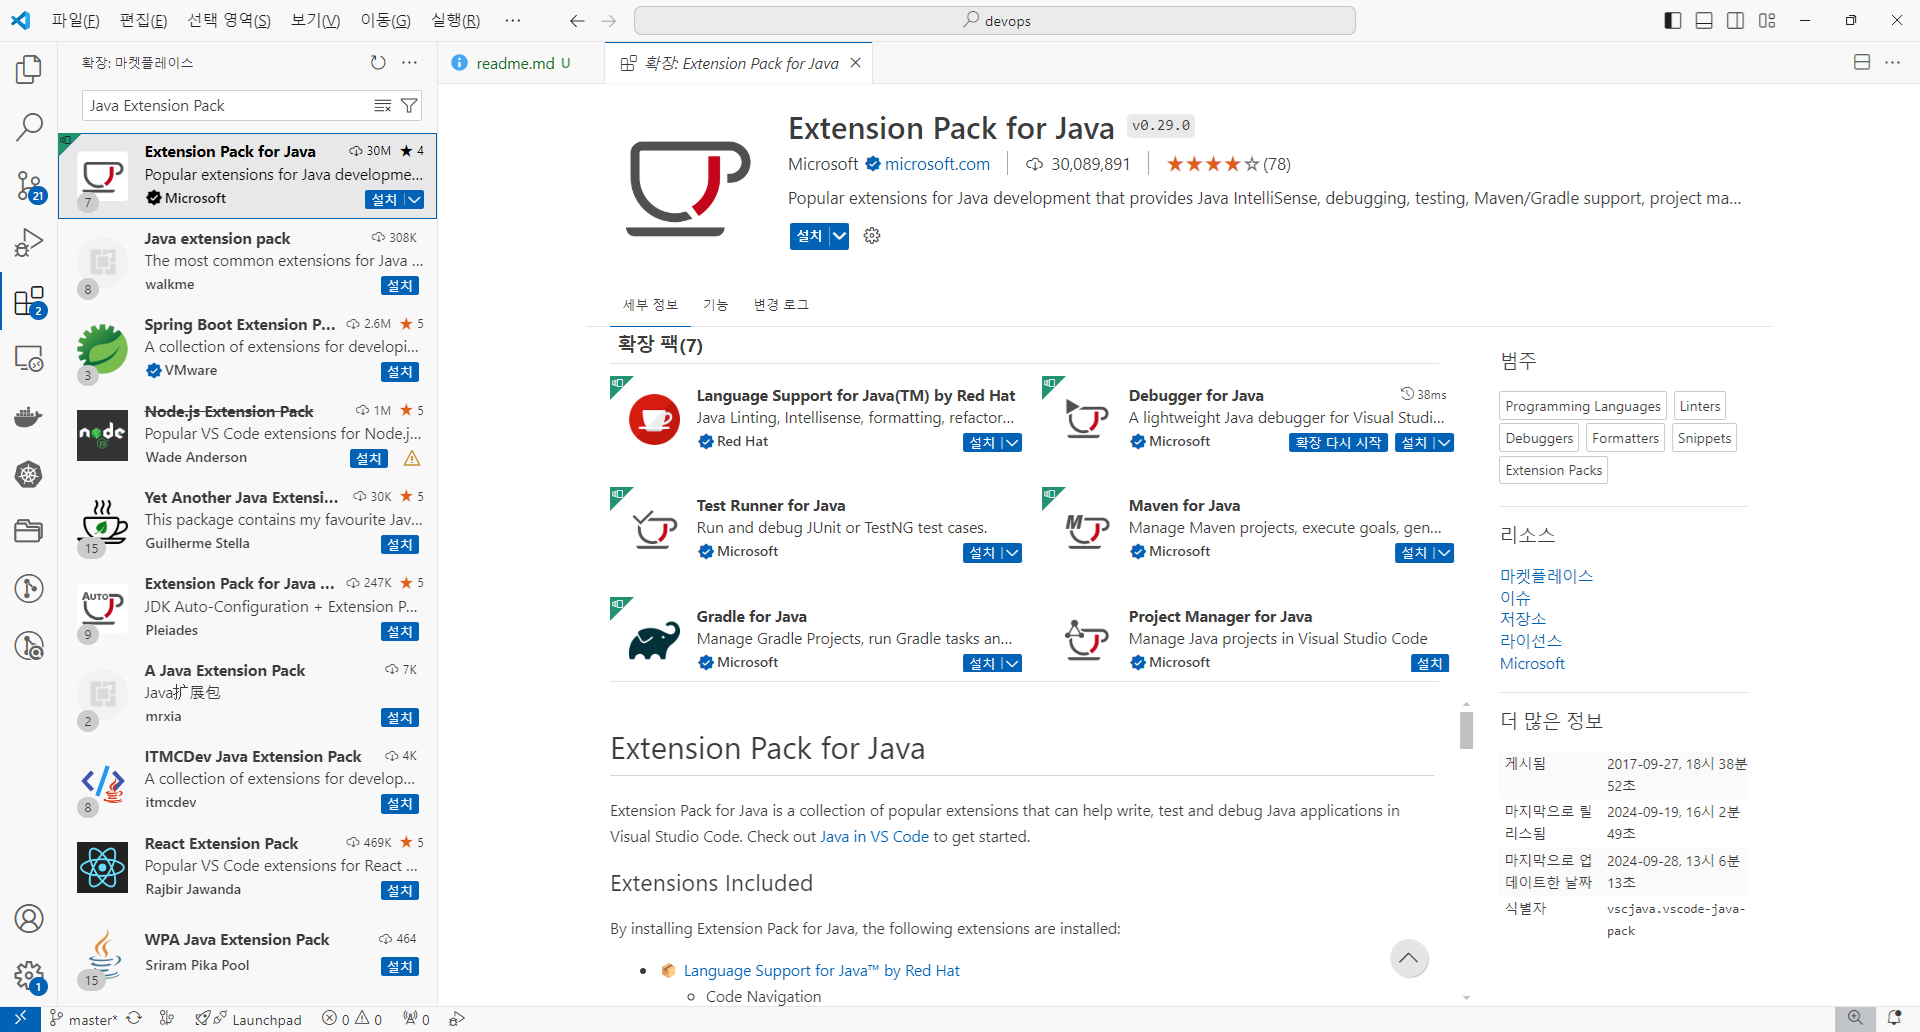 파일(F) 편집(E) 선택 영역(S) 보기(V) 이동(G) 실행(R) ··· devops
확장: 마켓플레이스
Java Extension Pack
Extension Pack for Java 30M ★ 4
Popular extensions for Java developme...
7 Microsoft 설치
Java extension pack 308K
The most common extensions for Java ...
8 walkme 설치
Spring Boot Extension P... 2.6M ★ 5
A collection of extensions for developi...
3 VMware 설치
Node.js Extension Pack 1M ★ 5
Popular VS Code extensions for Node.j...
Wade Anderson 설치
Yet Another Java Extensi... 30K ★ 5
This package contains my favourite Jav...
15 Guilherme Stella 설치
Extension Pack for Java ... 247K ★ 5
JDK Auto-Configuration + Extension P...
9 Pleiades 설치
A Java Extension Pack 7K
Java扩展包
2 mrxia 설치
ITMCDev Java Extension Pack 4K
A collection of extensions for develop...
8 itmcdev 설치
React Extension Pack 469K ★ 5
Popular VS Code extensions for React ...
Rajbir Jawanda 설치
WPA Java Extension Pack 464
15 Sriram Pika Pool 설치
21
2
1
readme.md U
확장: Extension Pack for Java
Extension Pack for Java v0.29.0
Microsoft microsoft.com 30,089,891 ★★★★☆(78)
Popular extensions for Java development that provides Java IntelliSense, debugging, testing, Maven/Gradle support, project ma...
설치
세부 정보 기능 변경 로그
확장 팩(7)
Language Support for Java(TM) by Red Hat
Java Linting, Intellisense, formatting, refactor...
Red Hat 설치
Debugger for Java 38ms
A lightweight Java debugger for Visual Studi...
Microsoft 확장 다시 시작 설치
Test Runner for Java
Run and debug JUnit or TestNG test cases.
Microsoft 설치
Maven for Java
Manage Maven projects, execute goals, gen...
Microsoft 설치
AUTO
node
JS
M
Gradle for Java
Manage Gradle Projects, run Gradle tasks an...
Microsoft 설치
Project Manager for Java
Manage Java projects in Visual Studio Code
Microsoft 설치
Extension Pack for Java
Extension Pack for Java is a collection of popular extensions that can help write, test and debug Java applications in
Visual Studio Code. Check out Java in VS Code to get started.
Extensions Included
By installing Extension Pack for Java, the following extensions are installed:
• 📦 Language Support for Java™ by Red Hat
◦ Code Navigation
범주
Programming Languages Linters
Debuggers Formatters Snippets
Extension Packs
리소스
마켓플레이스
이슈
저장소
라이선스
Microsoft
더 많은 정보
게시됨 2017-09-27, 18시 38분
52초
마지막으로 릴 2024-09-19, 16시 2분
리스됨 49초
마지막으로 업 2024-09-28, 13시 6분
데이트한 날짜 13초
식별자 vscjava.vscode-java-
pack
master* Launchpad 0 0 0